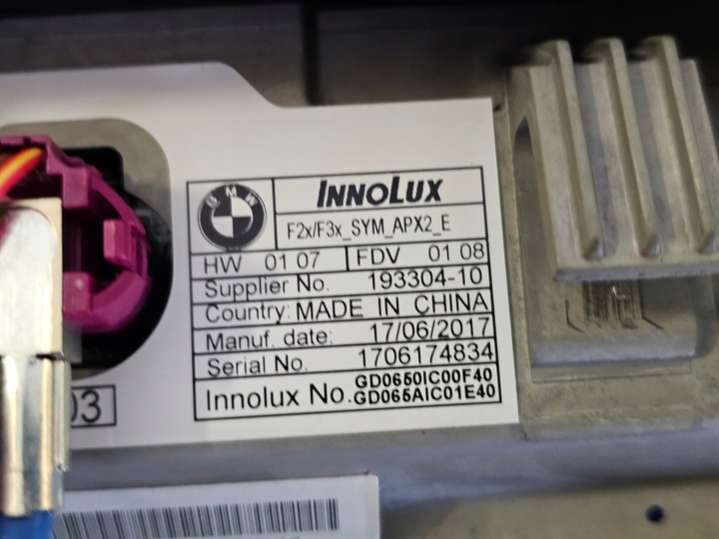 BMW
INNOLUX
F2x/F3x_SYM_APX2_E
HW 01 07 FDV 01 08
Supplier No. 193304-10
Country: MADE IN CHINA
Manuf. date: 17/06/2017
Serial No. 1706174834
Innolux No. GD0650IC00F40
GD065AIC01E40
03